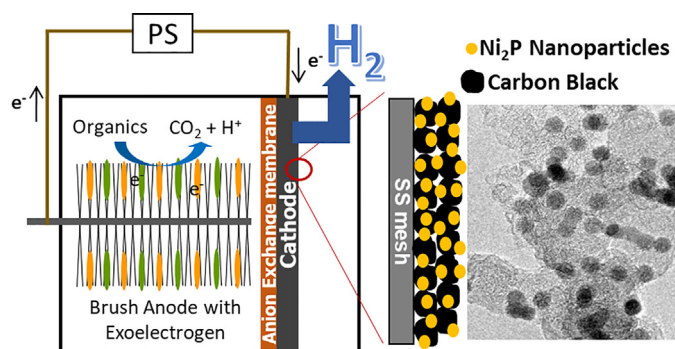 PS
e-
e-
H2
Ni2P Nanoparticles
Carbon Black
Organics
CO2 + H+
e-
e-
Anion Exchange membrane
Cathode
SS mesh
Brush Anode with
Exoelectrogen